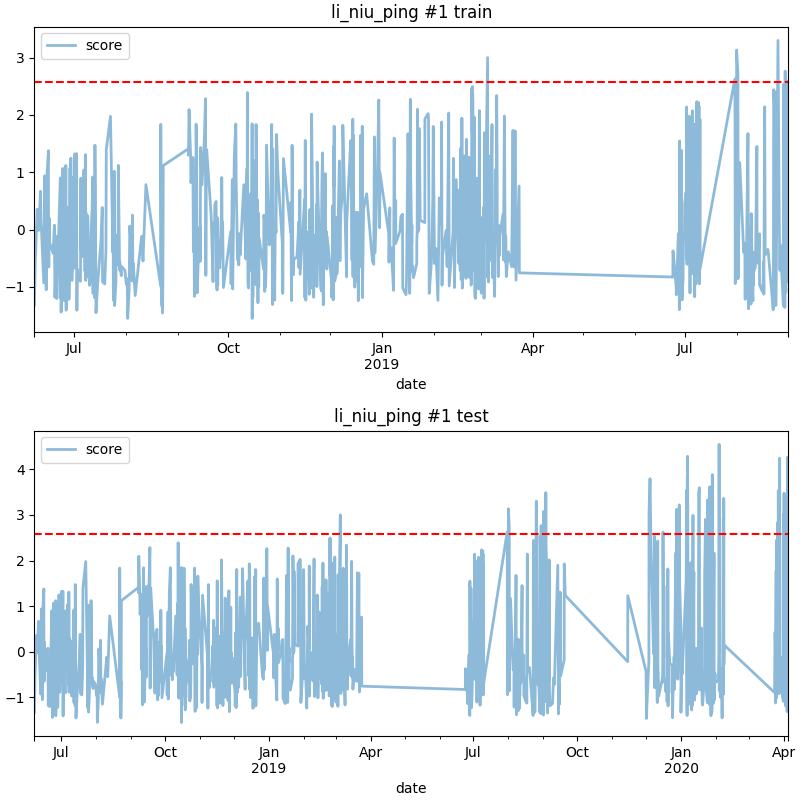 li_niu_ping #1 train
score
3
2
1
0
−1
Jul Oct Jan Apr Jul
2019
date
li_niu_ping #1 test
score
4
3
2
1
0
−1
Jul Oct Jan Apr Jul Oct Jan Apr
2019 2020
date